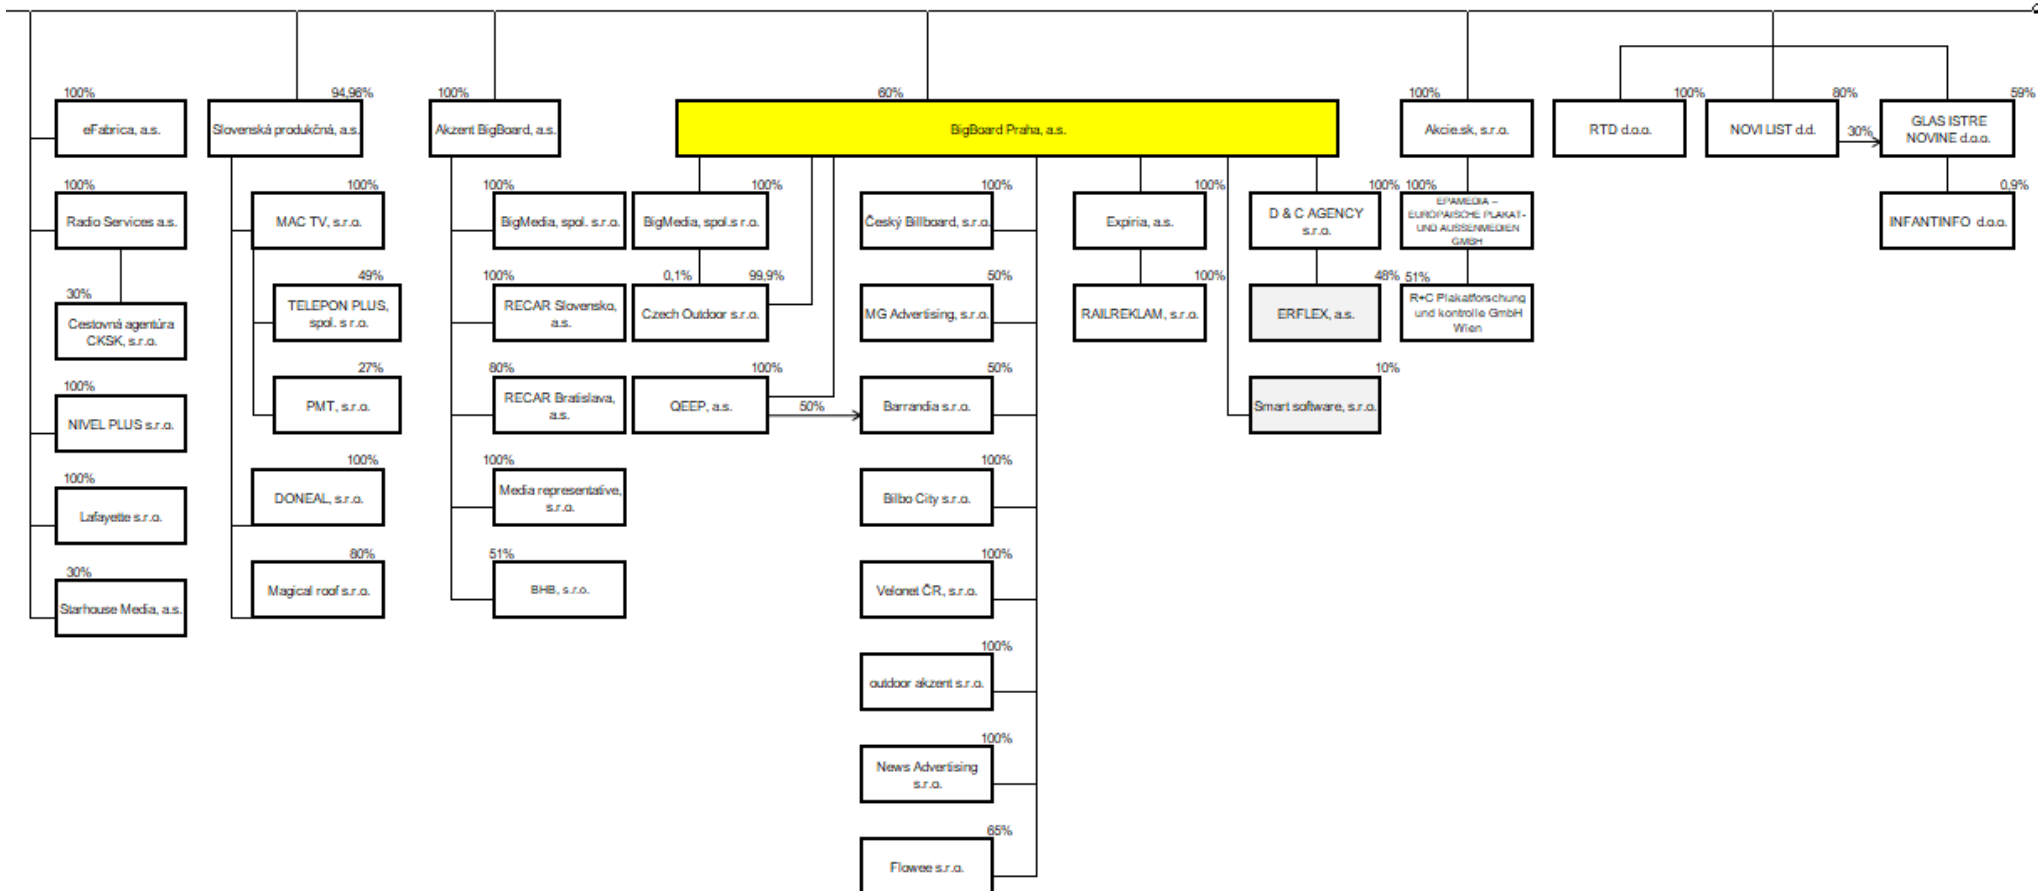 100%
eFabrica, a.s.
100%
Radio Services a.s.
30%
Cestovná agentúra
CKSK, s.r.o.
100%
NIVEL PLUS s.r.o.
100%
Lafayette s.r.o.
30%
Starhouse Media, a.s.
94,96%
Slovenská produkčná, a.s.
100%
MAC TV, s.r.o.
49%
TELEPON PLUS,
spol. s r.o.
27%
PMT, s.r.o.
100%
DONEAL, s.r.o.
80%
Magical roof s.r.o.
100%
Akzent BigBoard, a.s.
100%
BigMedia, spol. s.r.o.
100%
RECAR Slovensko,
a.s.
80%
RECAR Bratislava,
a.s.
100%
Media representative,
s.r.o.
51%
BHB, s.r.o.
60%
BigBoard Praha, a.s.
100%
BigMedia, spol.s r.o.
0,1%
99,9%
Czech Outdoor s.r.o.
100%
QEEP, a.s.
50%
100%
Český Billboard, s.r.o.
50%
MG Advertising, s.r.o.
50%
Barrandia s.r.o.
100%
Bilbo City s.r.o.
100%
Velonet ČR, s.r.o.
100%
outdoor akzent s.r.o.
100%
News Advertising
s.r.o.
65%
Flowee s.r.o.
100%
Expiria, a.s.
100%
RAILREKLAM, s.r.o.
100%
D & C AGENCY
s.r.o.
48%
ERFLEX, a.s.
10%
Smart software, s.r.o.
100%
Akcie.sk, s.r.o.
100%
EPAMEDIA –
EUROPÄISCHE PLAKAT-
UND AUSSENMEDIEN
GMBH
51%
R+C Plakatforschung
und kontrolle GmbH
Wien
100%
RTD d.o.o.
80%
NOVI LIST d.d.
30%
59%
GLAS ISTRE
NOVINE d.o.o.
0,9%
INFANTINFO d.o.o.